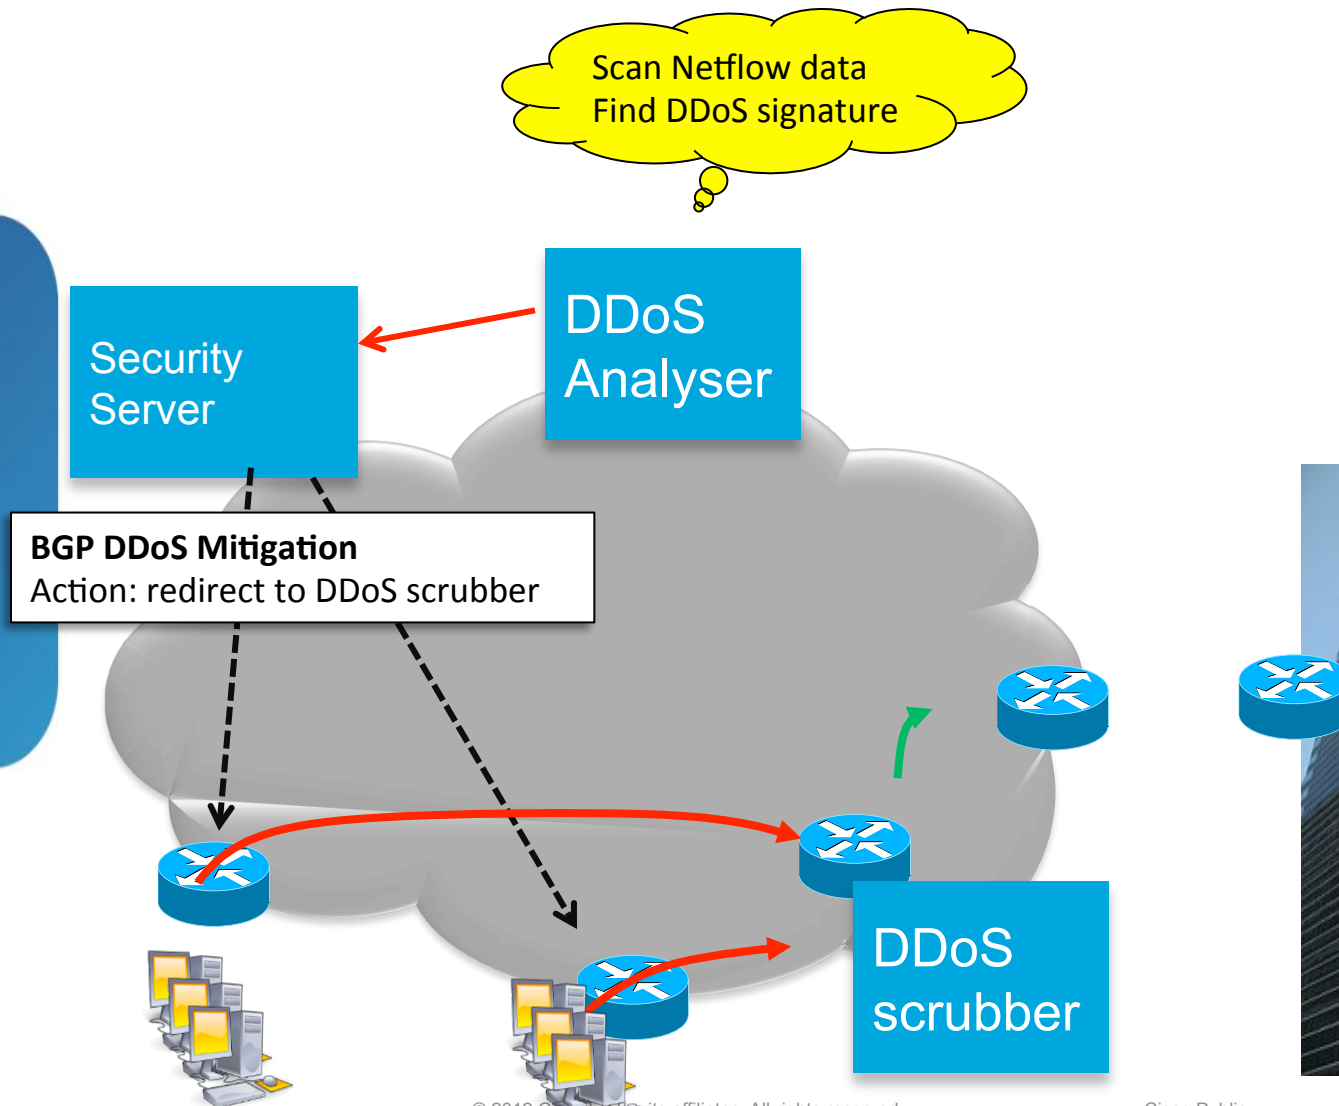 Scan Netflow data
Find DDoS signature
DDoS
Analyser
Security
Server
BGP DDoS Mitigation
Action: redirect to DDoS scrubber
DDoS
scrubber